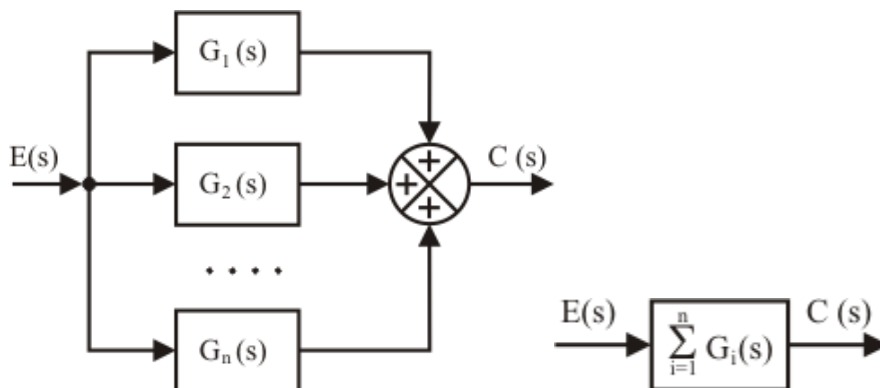 G₁(s)
E(s)
C (s)
+
+
+
G₂(s)
. . . .
Gₙ(s)
E(s)
n
∑ Gᵢ(s)
i=1
C (s)